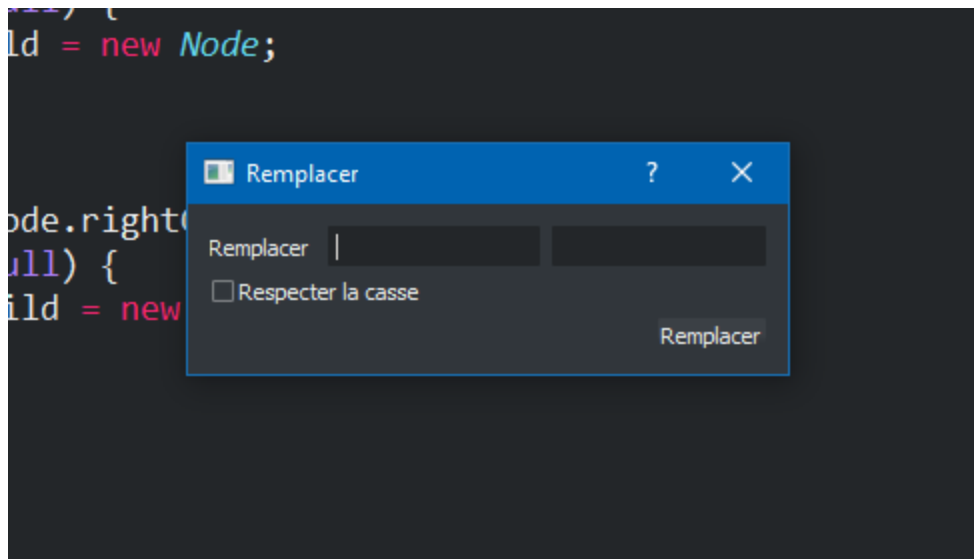 ld = new Node;
Remplacer ?
ode.right
Remplacer
ull) {
Respecter la casse
ild = new
Remplacer